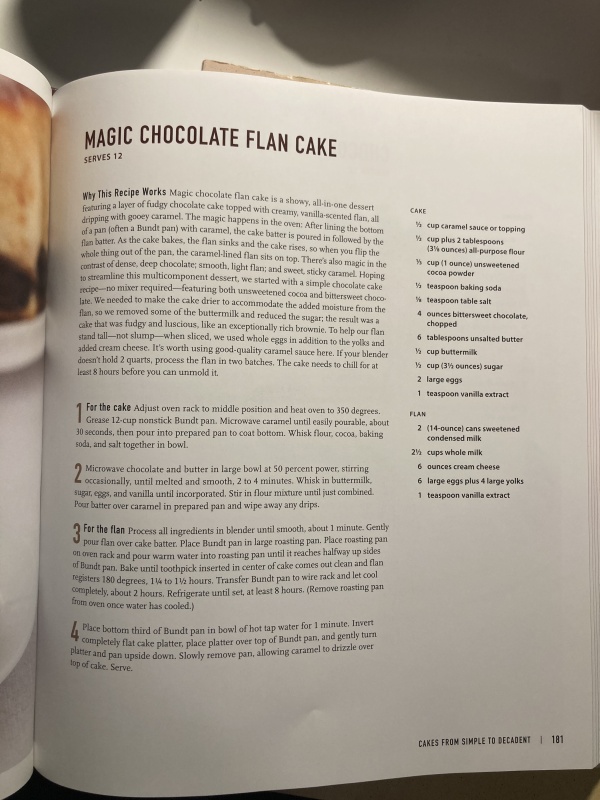 MAGIC CHOCOLATE FLAN CAKE
SERVES 12
Why This Recipe Works Magic chocolate flan cake is a showy, all-in-one dessert
featuring a layer of fudgy chocolate cake topped with creamy, vanilla-scented flan, all
dripping with gooey caramel. The magic happens in the oven: After lining the bottom
of a pan (often a Bundt pan) with caramel, the cake batter is poured in followed by the
flan batter. As the cake bakes, the flan sinks and the cake rises, so when you flip the
whole thing out of the pan, the caramel-lined flan sits on top. There's also magic in the
contrast of dense, deep chocolate; smooth, light flan; and sweet, sticky caramel. Hoping
to streamline this multicomponent dessert, we started with a simple chocolate cake
recipe—no mixer required—featuring both unsweetened cocoa and bittersweet choco-
late. We needed to make the cake drier to accommodate the added moisture from the
flan, so we removed some of the buttermilk and reduced the sugar; the result was a
cake that was fudgy and luscious, like an exceptionally rich brownie. To help our flan
stand tall—not slump—when sliced, we used whole eggs in addition to the yolks and
added cream cheese. It's worth using good-quality caramel sauce here. If your blender
doesn't hold 2 quarts, process the flan in two batches. The cake needs to chill for at
least 8 hours before you can unmold it.
1 For the cake Adjust oven rack to middle position and heat oven to 350 degrees.
Grease 12-cup nonstick Bundt pan. Microwave caramel until easily pourable, about
30 seconds, then pour into prepared pan to coat bottom. Whisk flour, cocoa, baking
soda, and salt together in bowl.
2 Microwave chocolate and butter in large bowl at 50 percent power, stirring
occasionally, until melted and smooth, 2 to 4 minutes. Whisk in buttermilk,
sugar, eggs, and vanilla until incorporated. Stir in flour mixture until just combined.
Pour batter over caramel in prepared pan and wipe away any drips.
3 For the flan Process all ingredients in blender until smooth, about 1 minute. Gently
pour flan over cake batter. Place Bundt pan in large roasting pan. Place roasting pan
on oven rack and pour warm water into roasting pan until it reaches halfway up sides
of Bundt pan. Bake until toothpick inserted in center of cake comes out clean and flan
registers 180 degrees, 1¼ to 1½ hours. Transfer Bundt pan to wire rack and let cool
completely, about 2 hours. Refrigerate until set, at least 8 hours. (Remove roasting pan
from oven once water has cooled.)
4 Place bottom third of Bundt pan in bowl of hot tap water for 1 minute. Invert
completely flat cake platter, place platter over top of Bundt pan, and gently turn
platter and pan upside down. Slowly remove pan, allowing caramel to drizzle over
top of cake. Serve.
CAKE
½ cup caramel sauce or topping
½ cup plus 2 tablespoons
(3⅛ ounces) all-purpose flour
⅓ cup (1 ounce) unsweetened
cocoa powder
½ teaspoon baking soda
¼ teaspoon table salt
4 ounces bittersweet chocolate,
chopped
6 tablespoons unsalted butter
½ cup buttermilk
½ cup (3½ ounces) sugar
2 large eggs
1 teaspoon vanilla extract
FLAN
2 (14-ounce) cans sweetened
condensed milk
2½ cups whole milk
6 ounces cream cheese
6 large eggs plus 4 large yolks
1 teaspoon vanilla extract
CAKES FROM SIMPLE TO DECADENT | 181